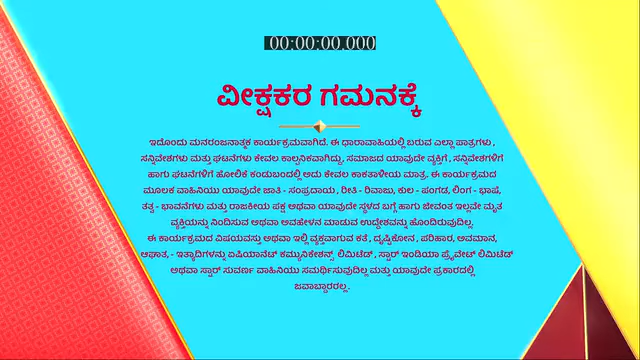 00:00:00.000
ವೀಕ್ಷಕರ ಗಮನಕ್ಕೆ
ಇದೊಂದು ಮನರಂಜನಾತ್ಮಕ ಕಾರ್ಯಕ್ರಮವಾಗಿದೆ. ಈ ಧಾರಾವಾಹಿಯಲ್ಲಿ ಬರುವ ಎಲ್ಲಾ ಪಾತ್ರಗಳು,
ಸನ್ನಿವೇಶಗಳು ಮತ್ತು ಘಟನೆಗಳು ಕೇವಲ ಕಾಲ್ಪನಿಕವಾಗಿದ್ದು, ಸಮಾಜದ ಯಾವುದೇ ವ್ಯಕ್ತಿಗೆ, ಸನ್ನಿವೇಶಗಳಿಗೆ
ಹಾಗು ಘಟನೆಗಳಿಗೆ ಹೋಲಿಕೆ ಕಂಡುಬಂದಲ್ಲಿ ಅದು ಕೇವಲ ಕಾಕತಾಳೀಯ ಮಾತ್ರ. ಈ ಕಾರ್ಯಕ್ರಮದ
ಮೂಲಕ ವಾಹಿನಿಯು ಯಾವುದೇ ಜಾತಿ - ಸಂಪ್ರದಾಯ, ರೀತಿ - ರಿವಾಜು, ಕುಲ - ಪಂಗಡ, ಲಿಂಗ - ಭಾಷೆ,
ತತ್ವ - ಭಾವನೆಗಳು ಮತ್ತು ರಾಜಕೀಯ ಪಕ್ಷ ಅಥವಾ ಯಾವುದೇ ಸ್ಥಳದ ಬಗ್ಗೆ ಹಾಗು ಜೀವಂತ ಇಲ್ಲವೇ ಮೃತ
ವ್ಯಕ್ತಿಯನ್ನು ನಿಂದಿಸುವ ಅಥವಾ ಅವಹೇಳನ ಮಾಡುವ ಉದ್ದೇಶವನ್ನು ಹೊಂದಿರುವುದಿಲ್ಲ.
ಈ ಕಾರ್ಯಕ್ರಮದ ವಿಷಯವಸ್ತು ಅಥವಾ ಇಲ್ಲಿ ವ್ಯಕ್ತವಾಗುವ ಕತೆ, ದೃಷ್ಟಿಕೋನ, ಪರಿಹಾರ, ಅವಮಾನ,
ಆಘಾತ, - ಇತ್ಯಾದಿಗಳನ್ನು ಏಷಿಯಾನೆಟ್ ಕಮ್ಯುನಿಕೇಶನ್ಸ್ ಲಿಮಿಟೆಡ್, ಸ್ಟಾರ್ ಇಂಡಿಯಾ ಪ್ರೈವೇಟ್ ಲಿಮಿಟೆಡ್
ಅಥವಾ ಸ್ಟಾರ್ ಸುವರ್ಣ ವಾಹಿನಿಯು ಸಮರ್ಥಿಸುವುದಿಲ್ಲ ಮತ್ತು ಯಾವುದೇ ಪ್ರಕಾರದಲ್ಲಿ
ಜವಾಬ್ದಾರರಲ್ಲ.